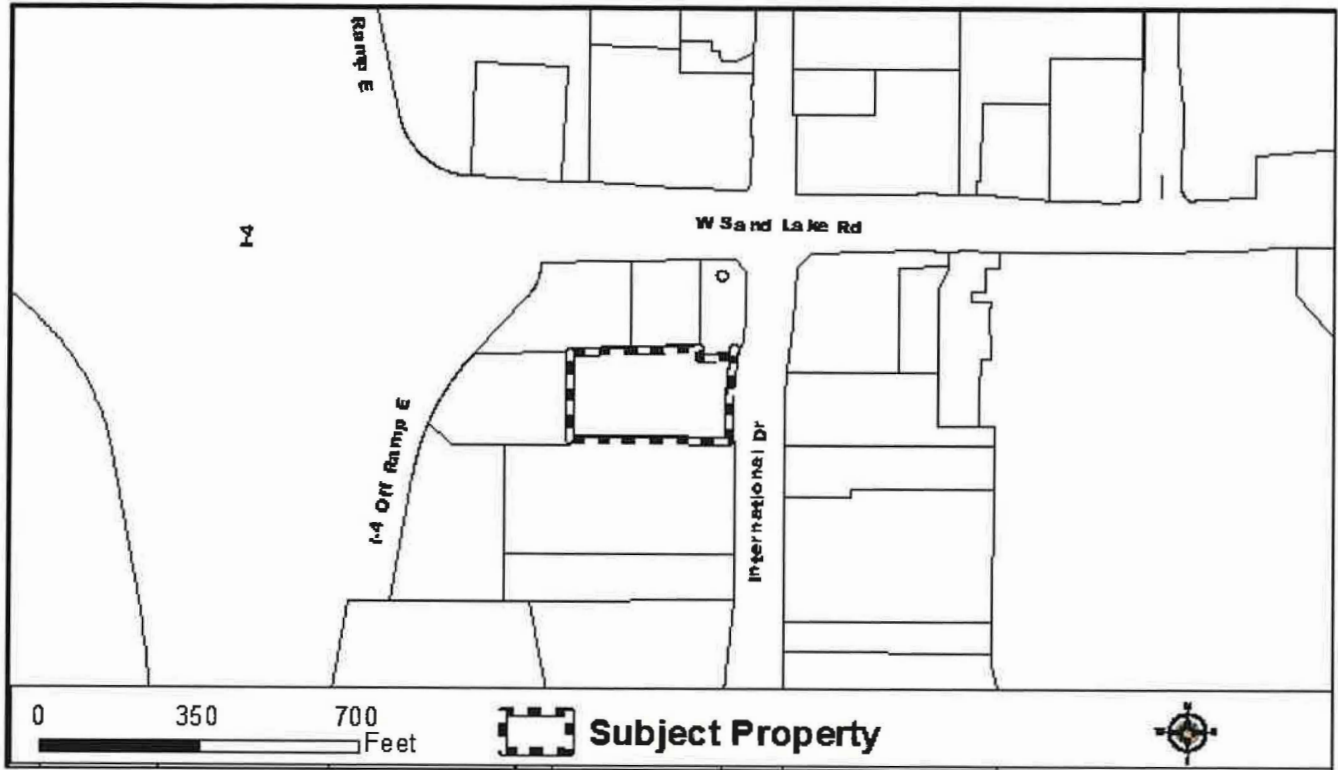 Ramp E
I-4
W Sand Lake Rd
I-4 Off Ramp E
International Dr
0 350 700
Feet
Subject Property
N
W E
S